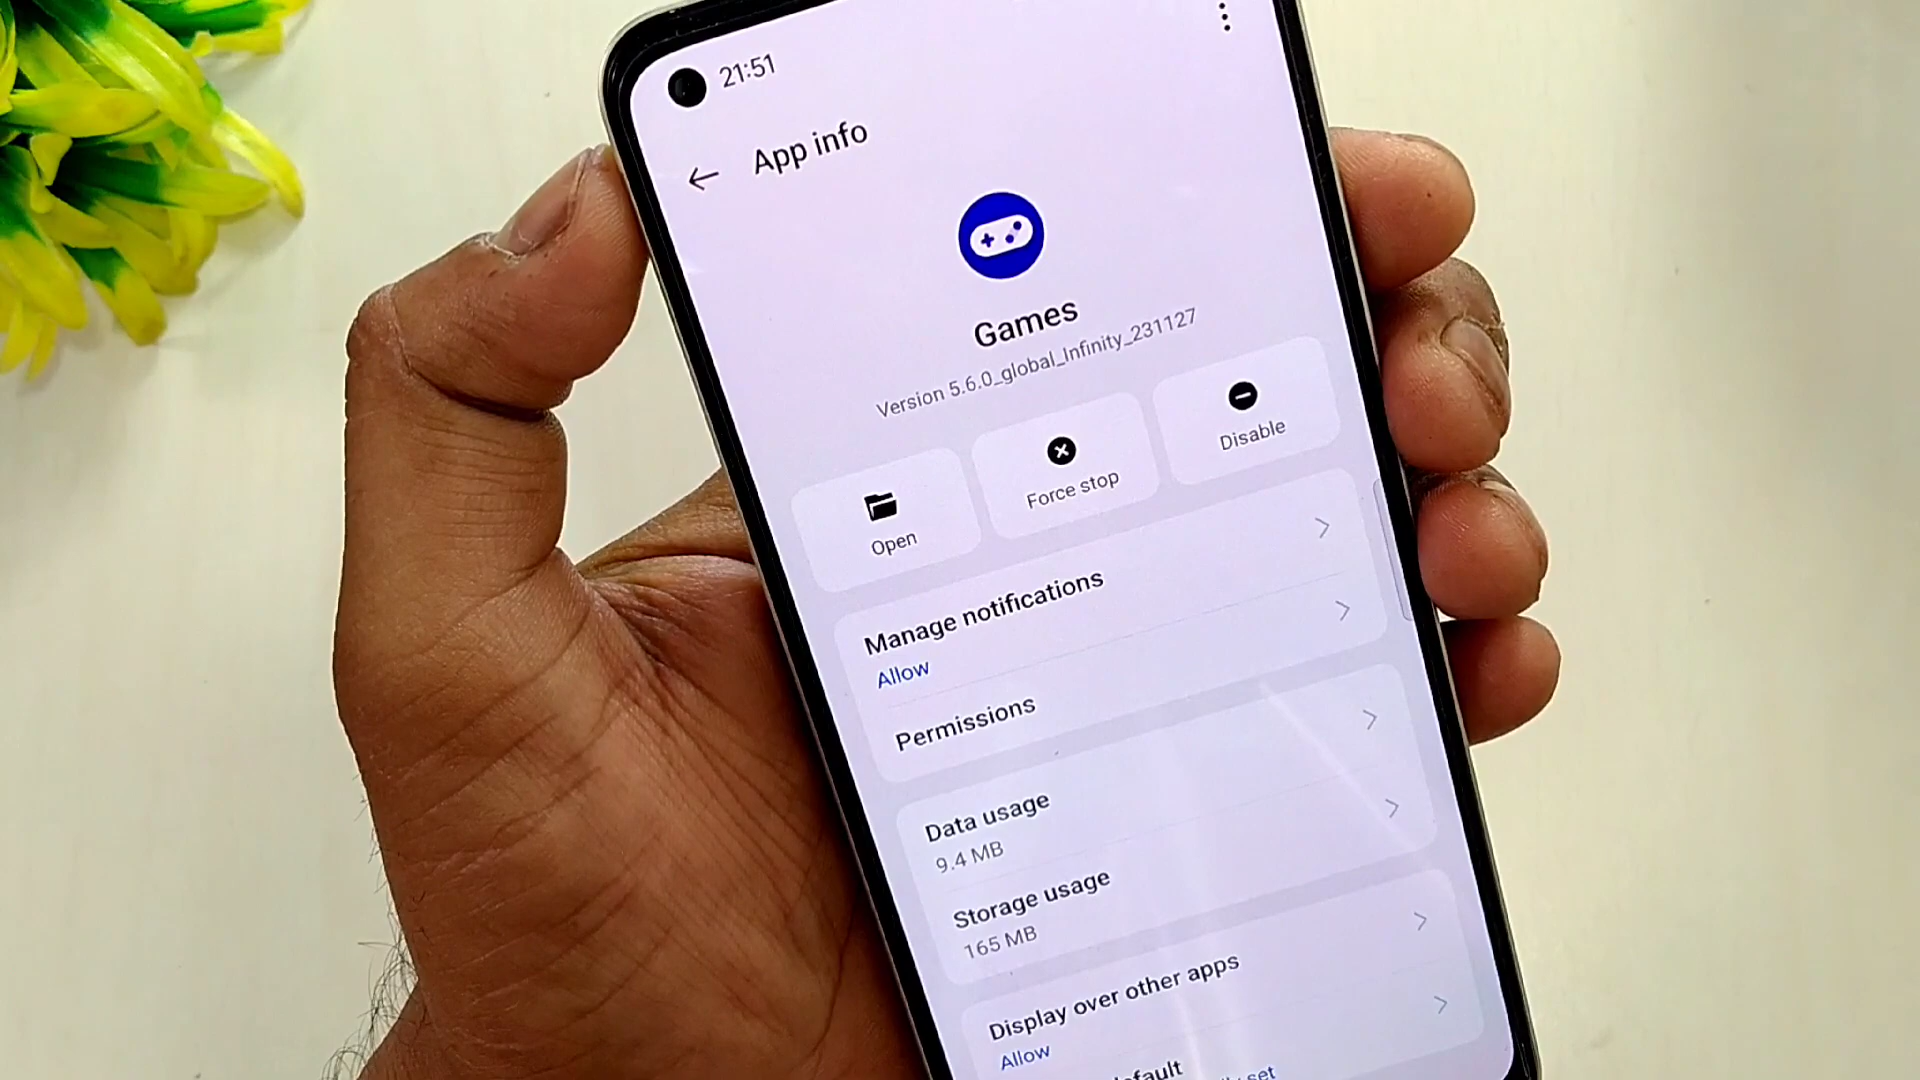 21:51
App info
Games
Version 5.6.0_global_Infinity_231127
Open
Force stop
Disable
Manage notifications
Allow
Permissions
Data usage
9.4 MB
Storage usage
165 MB
Display over other apps
Allow
set